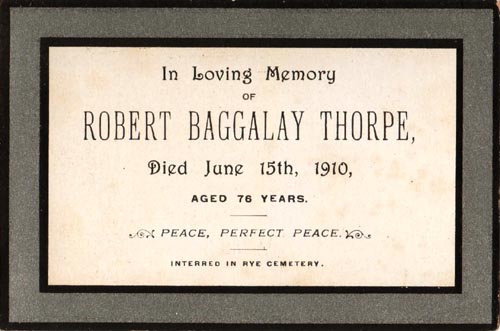 In Loving Memory
OF
ROBERT BAGGALAY THORPE,
Died June 15th, 1910,
AGED 76 YEARS.
PEACE, PERFECT PEACE.
INTERRED IN RYE CEMETERY.